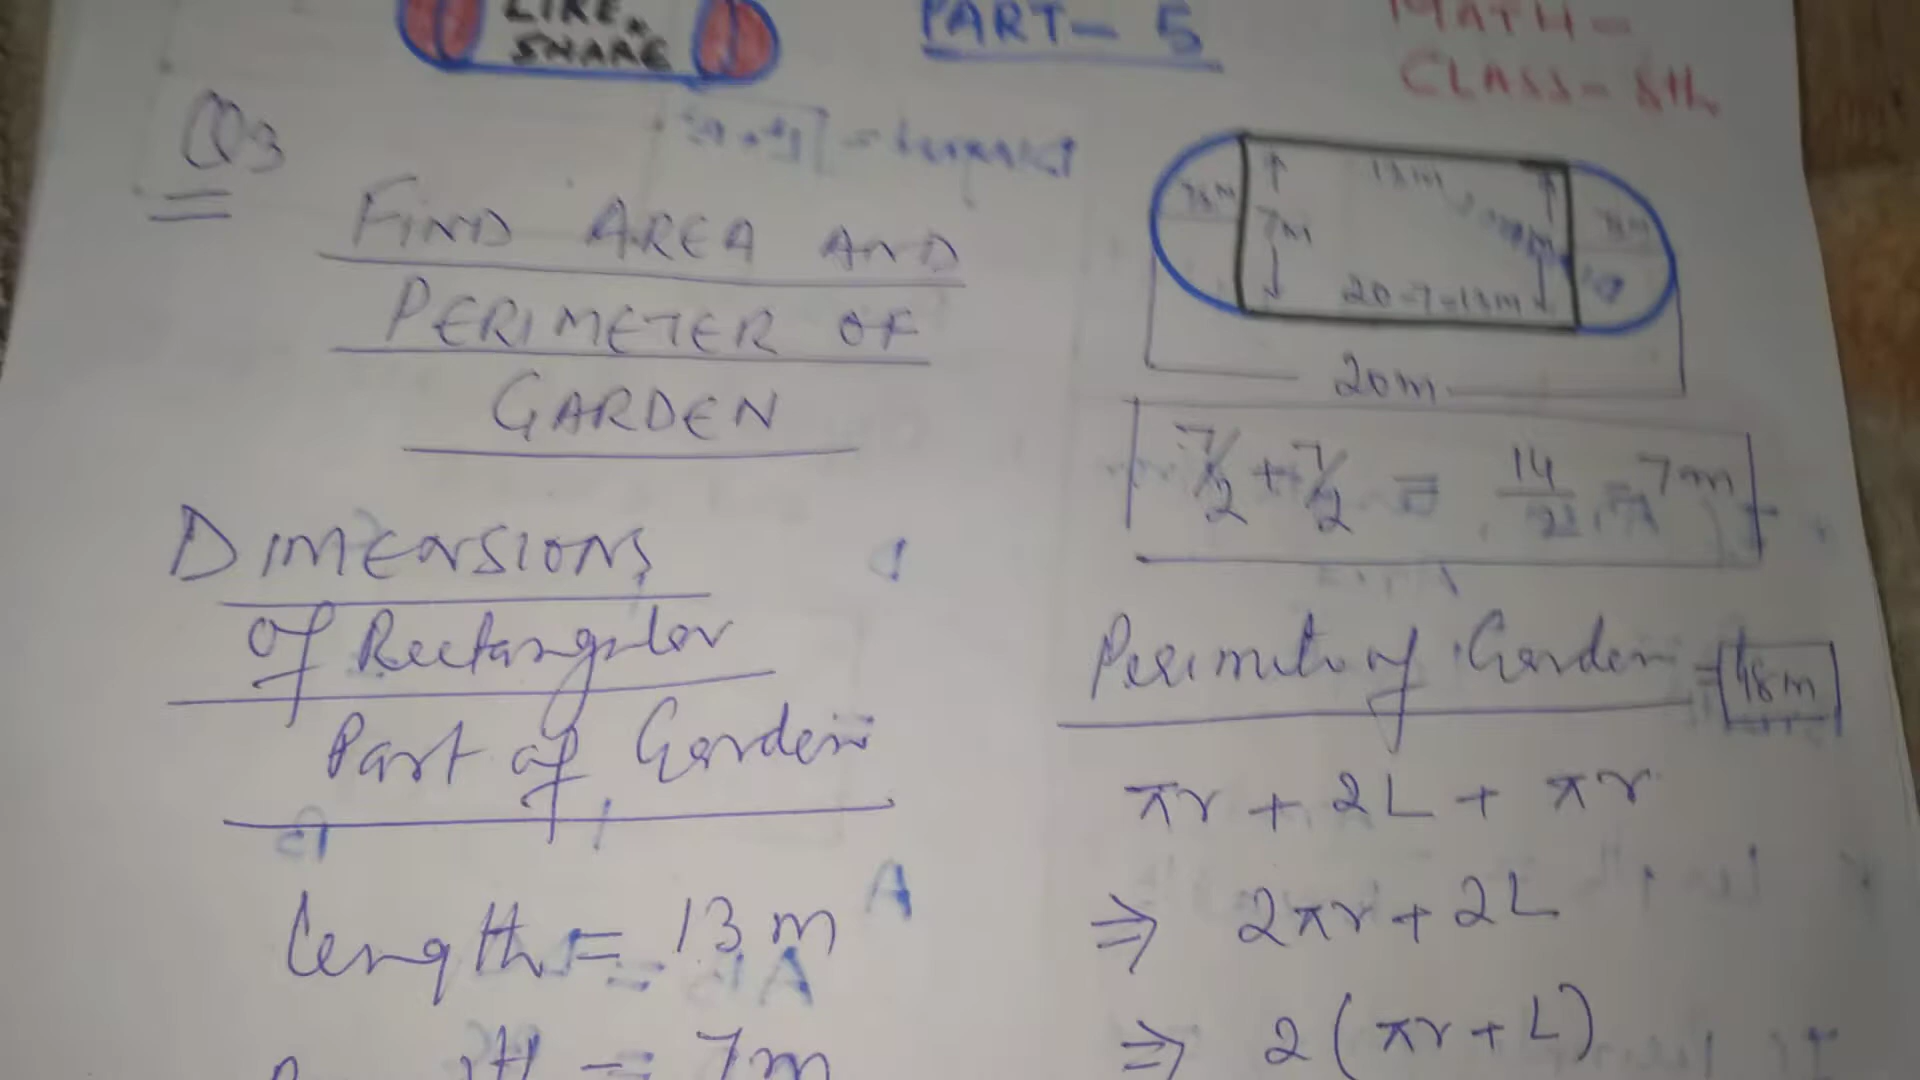 LIKE.
SHARE
PART- 5
MATH-
CLASS- 8th
Q3
FIND AREA AND
PERIMETER OF
GARDEN
13m
7m
20-7=13m
20m
7/2 + 7/2 = 14/2 = 7m
DIMENSIONS
of Rectangular
Part of Garden
length = 13 m
= 7m
Perimeter of Garden = 48m
πr + 2L + πr
⇒ 2πr + 2L
⇒ 2(πr + L)